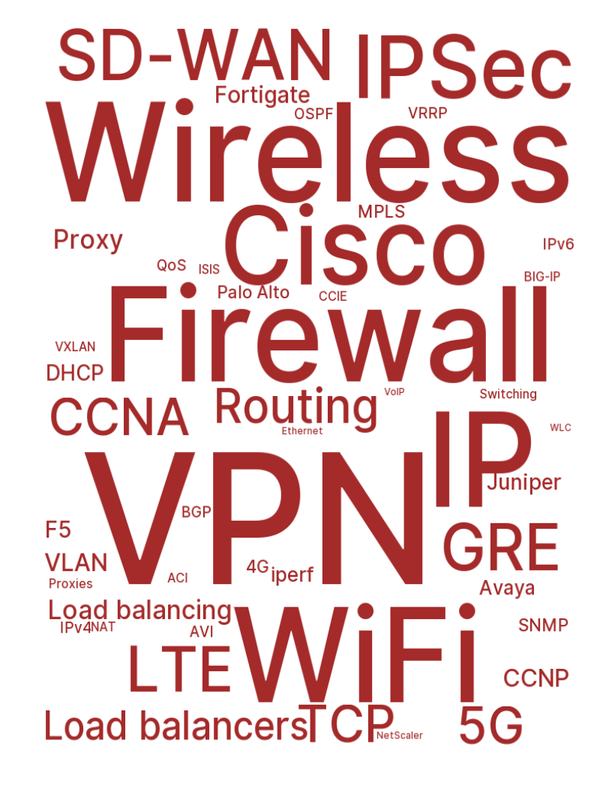 SD-WAN
IPSec
Fortigate
OSPF
VRRP
Wireless
MPLS
Cisco
Proxy
IPv6
QoS
ISIS
BIG-IP
Palo Alto
CCIE
Firewall
VXLAN
DHCP
VoIP
Switching
CCNA
Routing
Ethernet
WLC
IP
Juniper
VPN
BGP
F5
GRE
VLAN
4G
iperf
ACI
Proxies
Avaya
Load balancing
IPv4
NAT
AVI
SNMP
WiFi
LTE
CCNP
Load balancers
TCP
NetScaler
5G